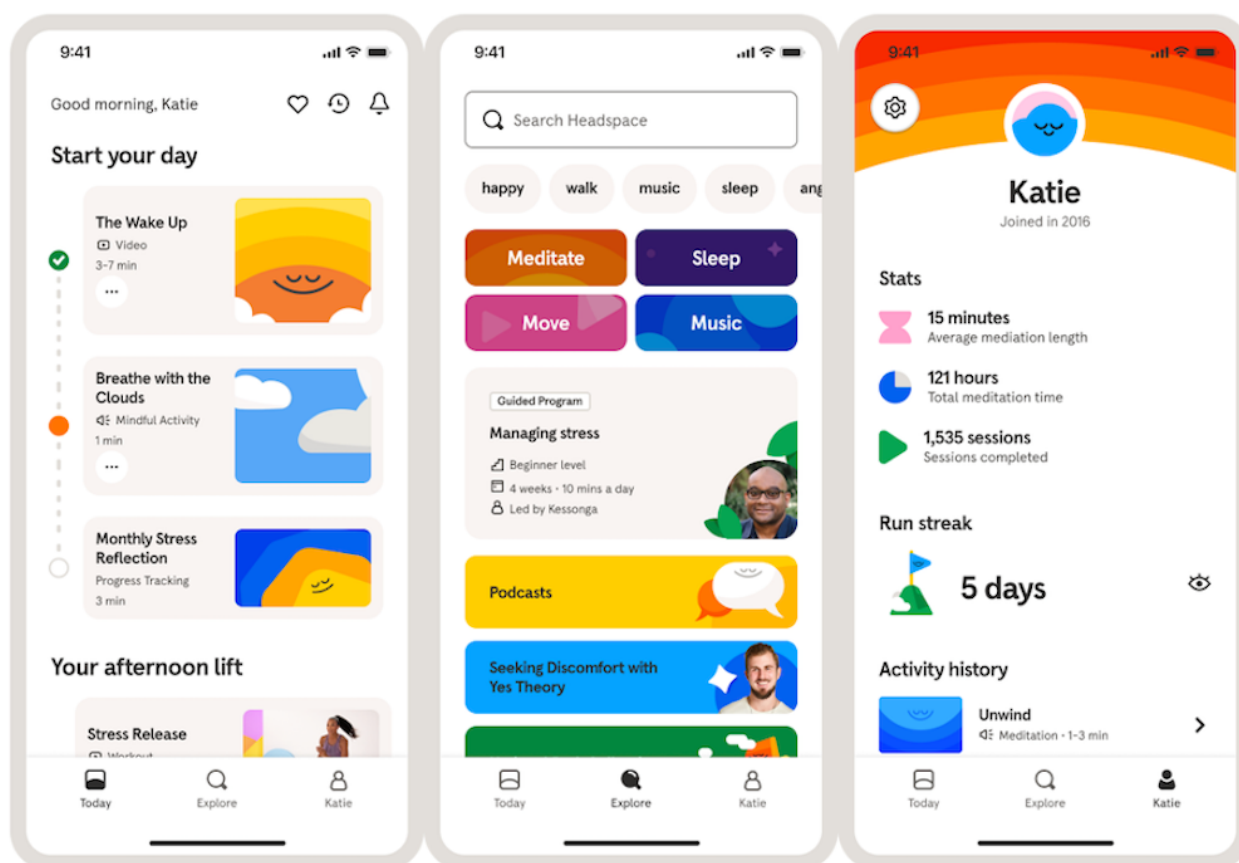 9:41
Good morning, Katie
Start your day
The Wake Up
Video
3-7 min
Breathe with the
Clouds
Mindful Activity
1 min
Monthly Stress
Reflection
Progress Tracking
3 min
Your afternoon lift
Stress Release
Workout
Today
Explore
Katie
9:41
Search Headspace
happy
walk
music
sleep
ang
Meditate
Sleep
Move
Music
Guided Program
Managing stress
Beginner level
4 weeks · 10 mins a day
Led by Kessonga
Podcasts
Seeking Discomfort with
Yes Theory
Today
Explore
Katie
9:41
Katie
Joined in 2016
Stats
15 minutes
Average mediation length
121 hours
Total meditation time
1,535 sessions
Sessions completed
Run streak
5 days
Activity history
Unwind
Meditation · 1-3 min
Today
Explore
Katie